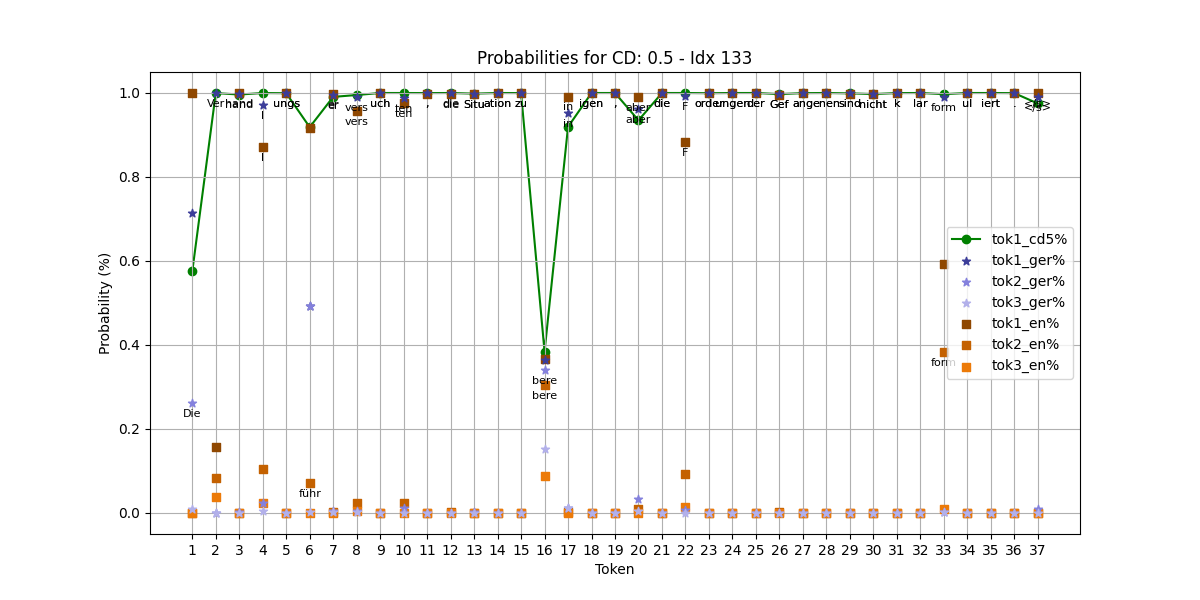 Probabilities for CD: 0.5 - Idx 133
Probability (%)
1.0
0.8
0.6
0.4
0.2
0.0
Ver hand I ungs er vers uch ten , die Situ ation zu in igen , aber die F order ungen der Gef ange nen sind nicht k lar form ul iert .
I vers ten in aber F </s>
bere
bere
form
Die
führ
tok1_cd5%
tok1_ger%
tok2_ger%
tok3_ger%
tok1_en%
tok2_en%
tok3_en%
1 2 3 4 5 6 7 8 9 10 11 12 13 14 15 16 17 18 19 20 21 22 23 24 25 26 27 28 29 30 31 32 33 34 35 36 37
Token